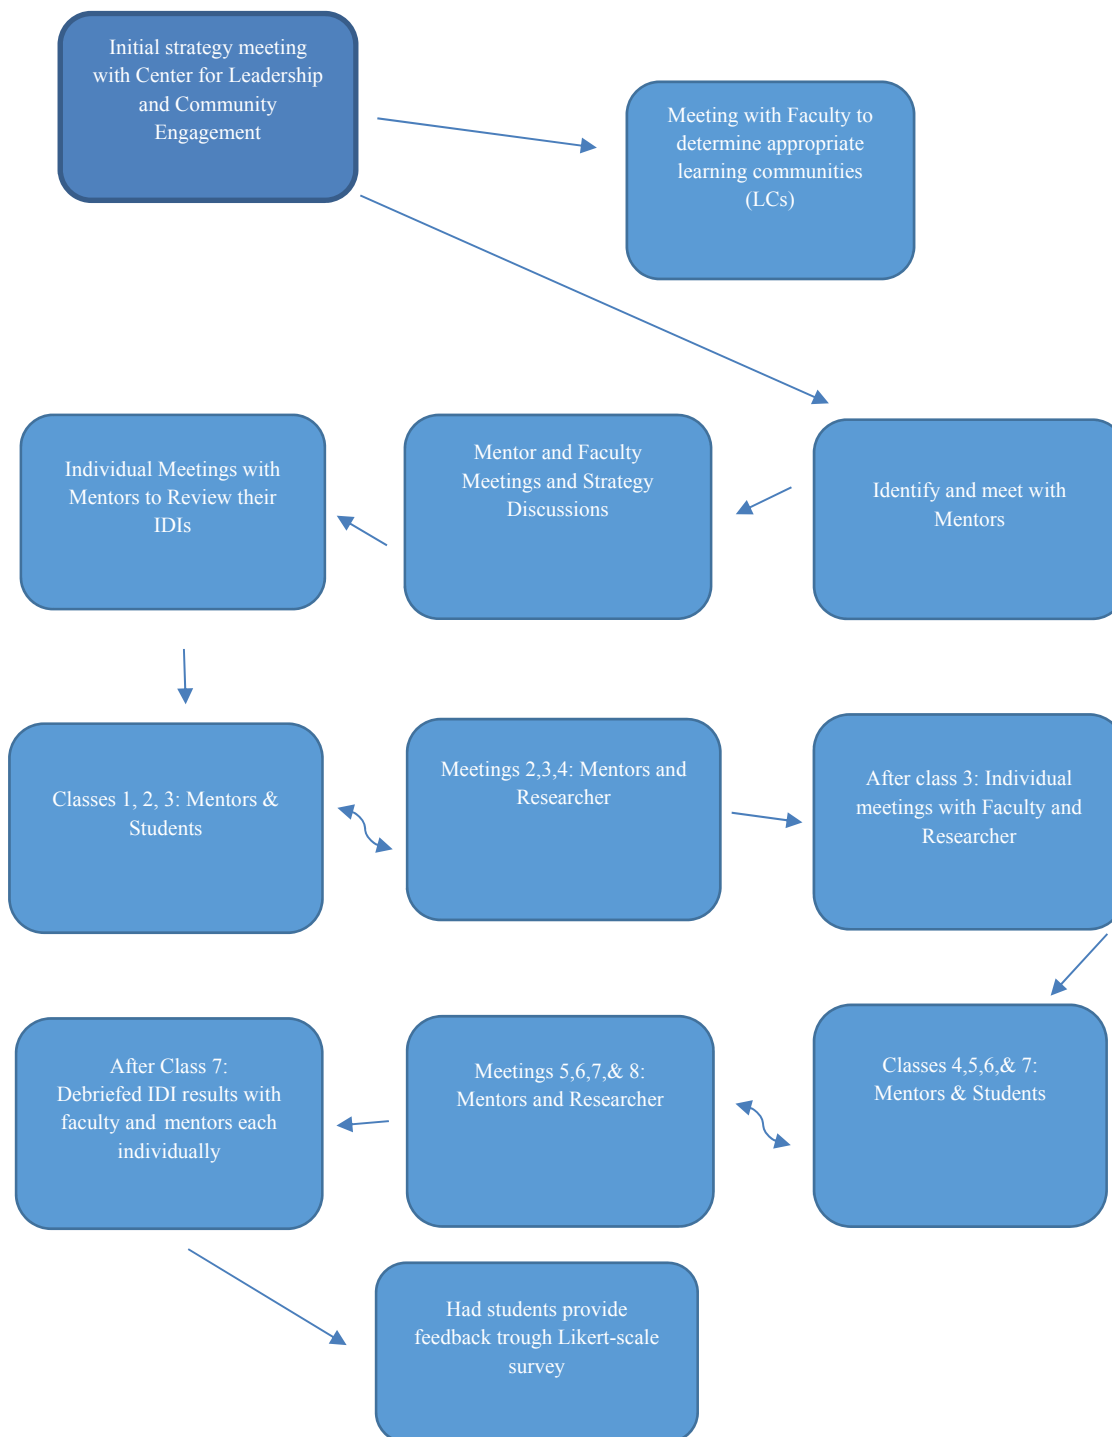 Initial strategy meeting
with Center for Leadership
and Community
Engagement
Meeting with Faculty to
determine appropriate
learning communities
(LCs)
Individual Meetings with
Mentors to Review their
IDIs
Mentor and Faculty
Meetings and Strategy
Discussions
Identify and meet with
Mentors
Classes 1, 2, 3: Mentors &
Students
Meetings 2,3,4: Mentors and
Researcher
After class 3: Individual
meetings with Faculty and
Researcher
After Class 7:
Debriefed IDI results with
faculty and mentors each
individually
Meetings 5,6,7,& 8:
Mentors and Researcher
Classes 4,5,6,& 7:
Mentors & Students
Had students provide
feedback trough Likert-scale
survey